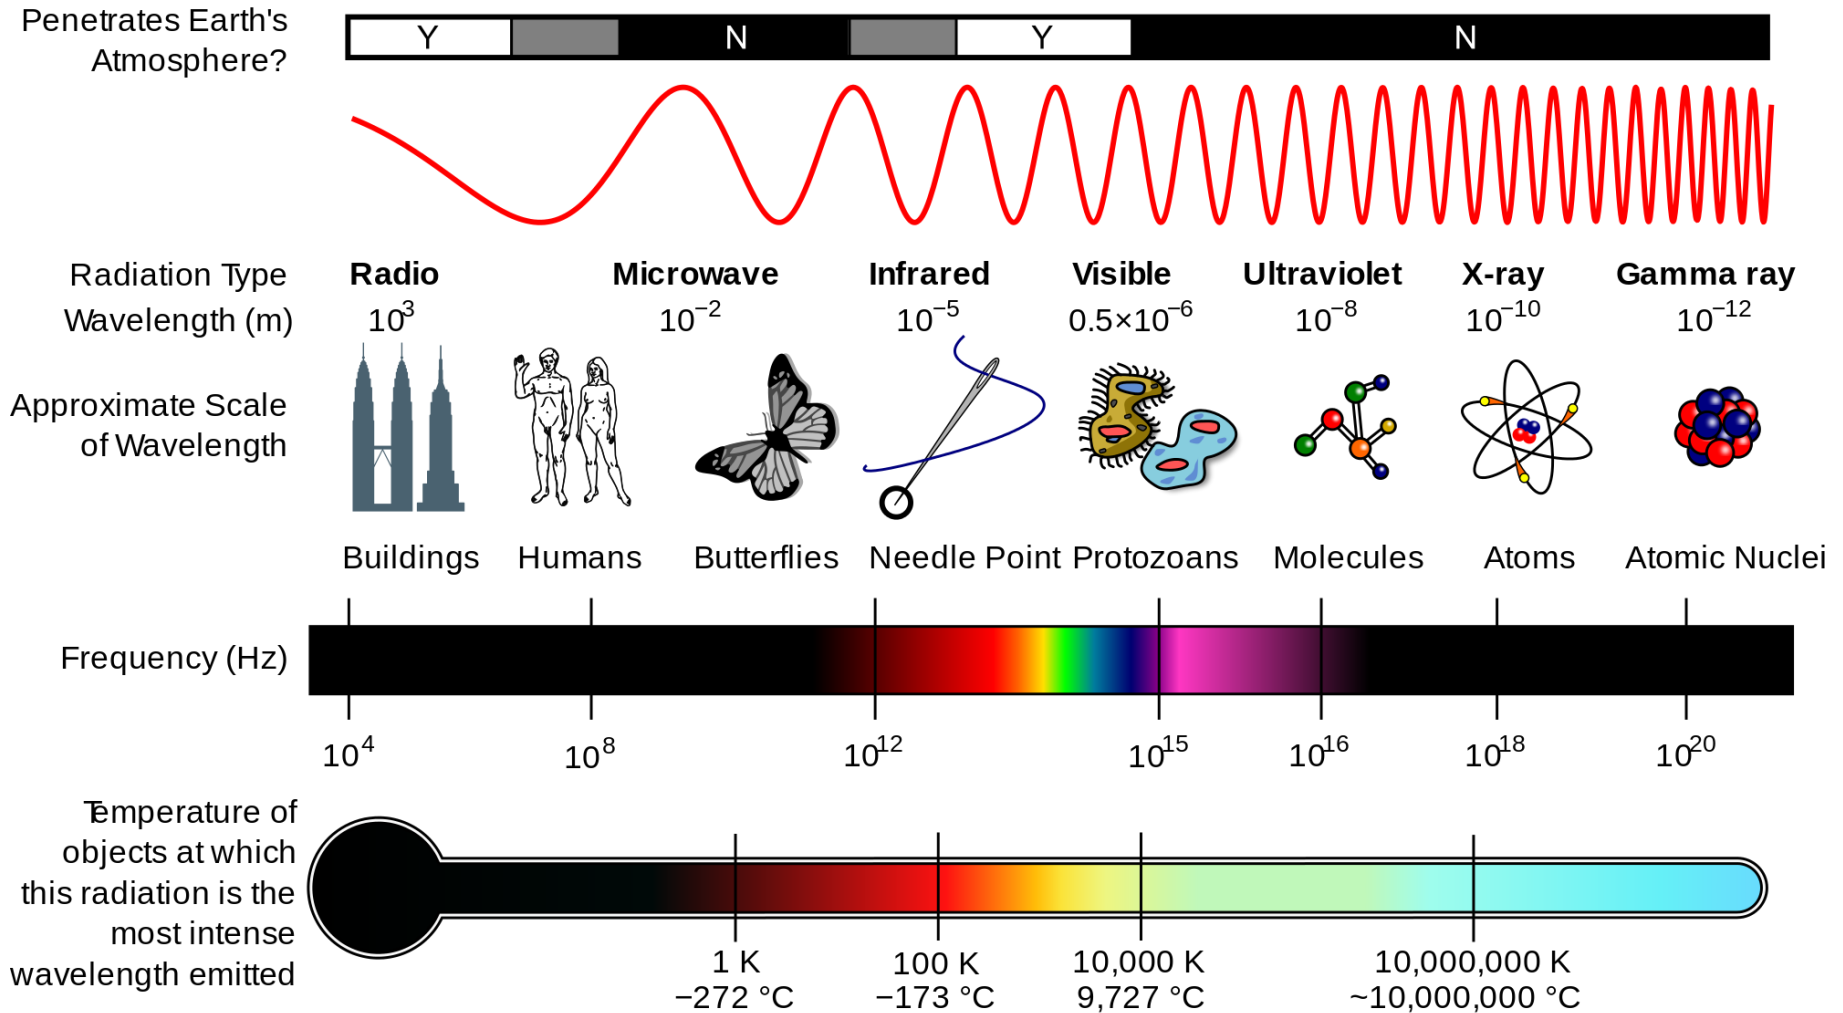 Penetrates Earth's
Atmosphere?
Y N Y N
Radiation Type
Radio Microwave Infrared Visible Ultraviolet X-ray Gamma ray
Wavelength (m)
10³ 10⁻² 10⁻⁵ 0.5×10⁻⁶ 10⁻⁸ 10⁻¹⁰ 10⁻¹²
Approximate Scale
of Wavelength
Buildings Humans Butterflies Needle Point Protozoans Molecules Atoms Atomic Nuclei
Frequency (Hz)
10⁴ 10⁸ 10¹² 10¹⁵ 10¹⁶ 10¹⁸ 10²⁰
Temperature of
objects at which
this radiation is the
most intense
wavelength emitted
1 K 100 K 10,000 K 10,000,000 K
−272 °C −173 °C 9,727 °C ~10,000,000 °C